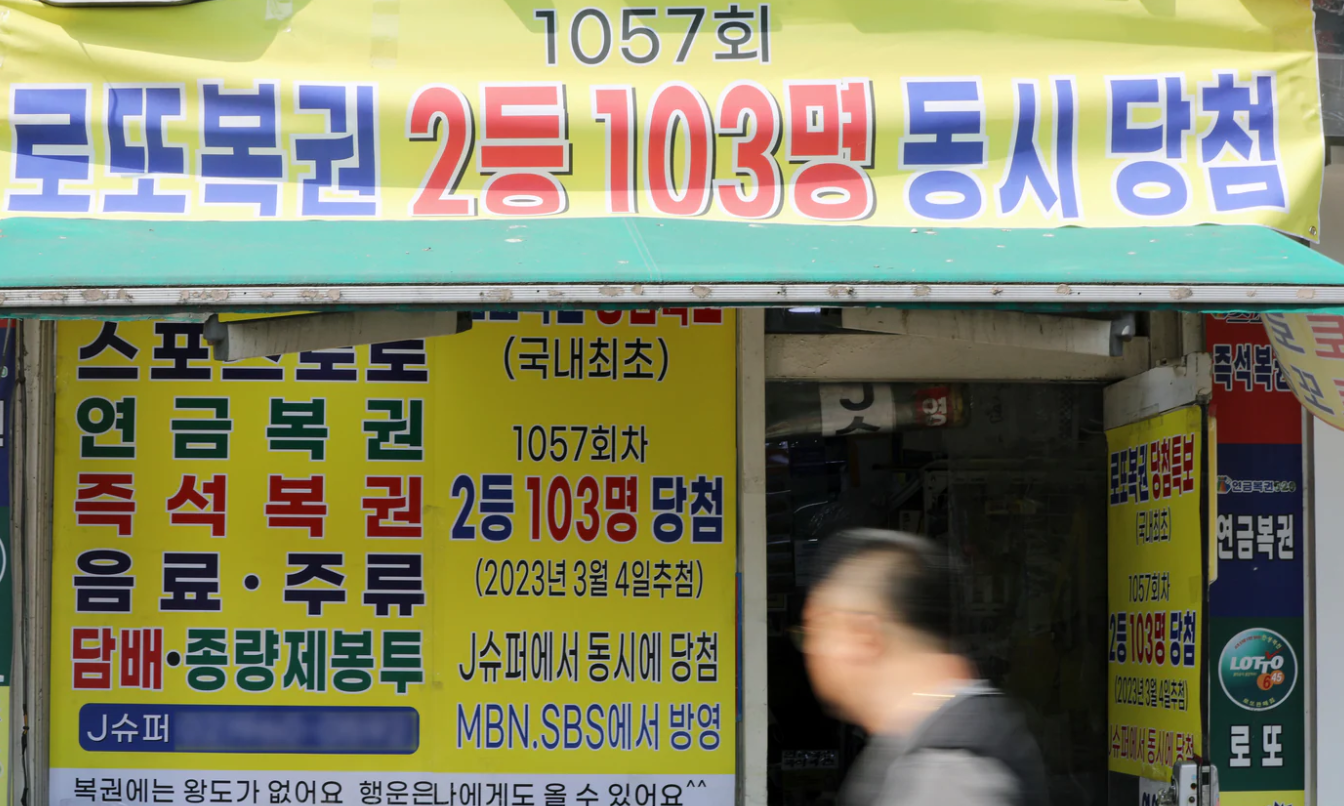 1057회
로또복권 2등 103명 동시 당첨
스포츠토토
연금복권
즉석복권
음료·주류
담배·종량제봉투
J슈퍼
복권에는 왕도가 없어요 행운은나에게도 올 수 있어요^^
(국내최초)
1057회차
2등 103명 당첨
(2023년 3월 4일추첨)
J슈퍼에서 동시에 당첨
MBN.SBS에서 방영
J슈
영
로또복권 당첨특보
(국내최초)
1057회차
2등 103명 당첨
(2023년 3월 4일추첨)
J슈퍼에서 동시에 당첨
즉석복권
연금복권520
연금복권
LOTTO
6/45
로또